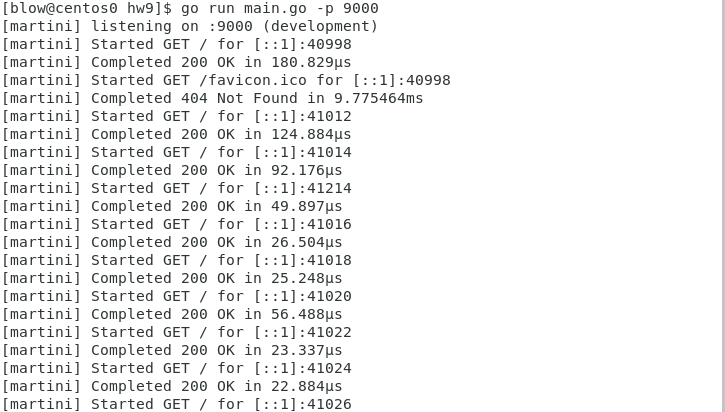 [blow@centos0 hw9]$ go run main.go -p 9000
[martini] listening on :9000 (development)
[martini] Started GET / for [::1]:40998
[martini] Completed 200 OK in 180.829µs
[martini] Started GET /favicon.ico for [::1]:40998
[martini] Completed 404 Not Found in 9.775464ms
[martini] Started GET / for [::1]:41012
[martini] Completed 200 OK in 124.884µs
[martini] Started GET / for [::1]:41014
[martini] Completed 200 OK in 92.176µs
[martini] Started GET / for [::1]:41214
[martini] Completed 200 OK in 49.897µs
[martini] Started GET / for [::1]:41016
[martini] Completed 200 OK in 26.504µs
[martini] Started GET / for [::1]:41018
[martini] Completed 200 OK in 25.248µs
[martini] Started GET / for [::1]:41020
[martini] Completed 200 OK in 56.488µs
[martini] Started GET / for [::1]:41022
[martini] Completed 200 OK in 23.337µs
[martini] Started GET / for [::1]:41024
[martini] Completed 200 OK in 22.884µs
[martini] Started GET / for [::1]:41026